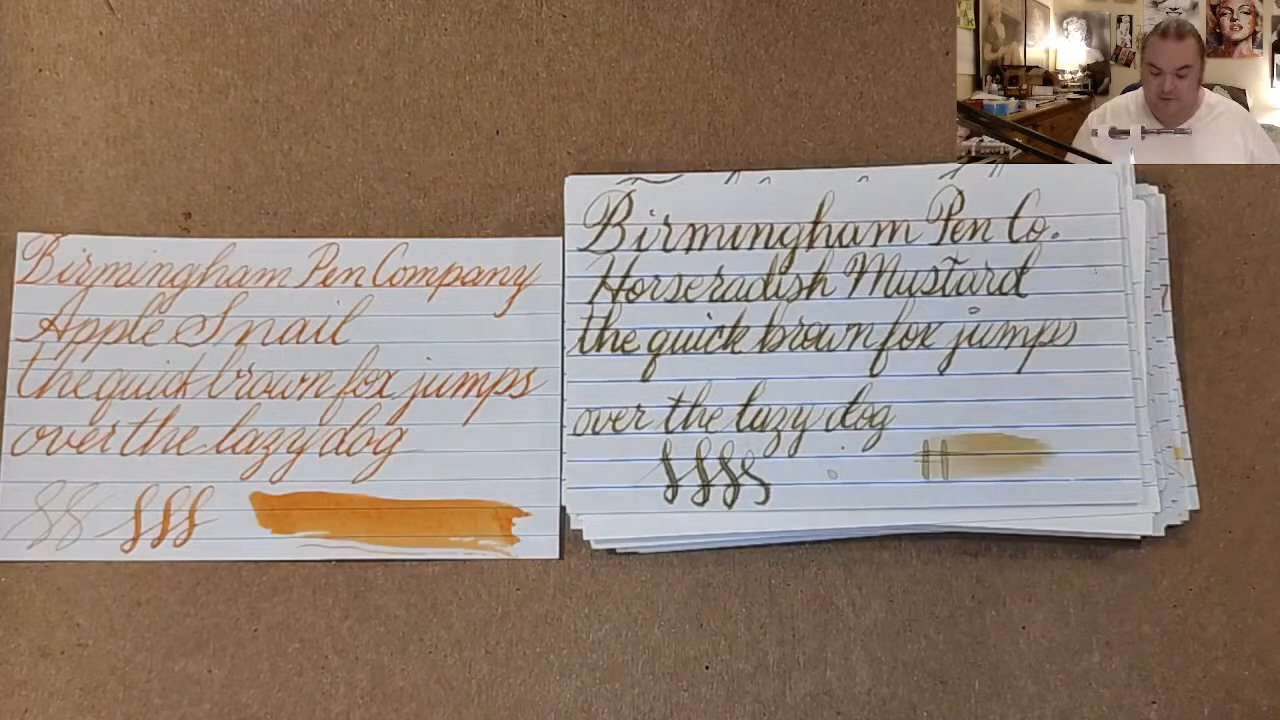 Birmingham Pen Company
Apple Snail
the quick brown fox jumps
over the lazy dog
Birmingham Pen Co.
Horseradish Mustard
the quick brown fox jumps
over the lazy dog